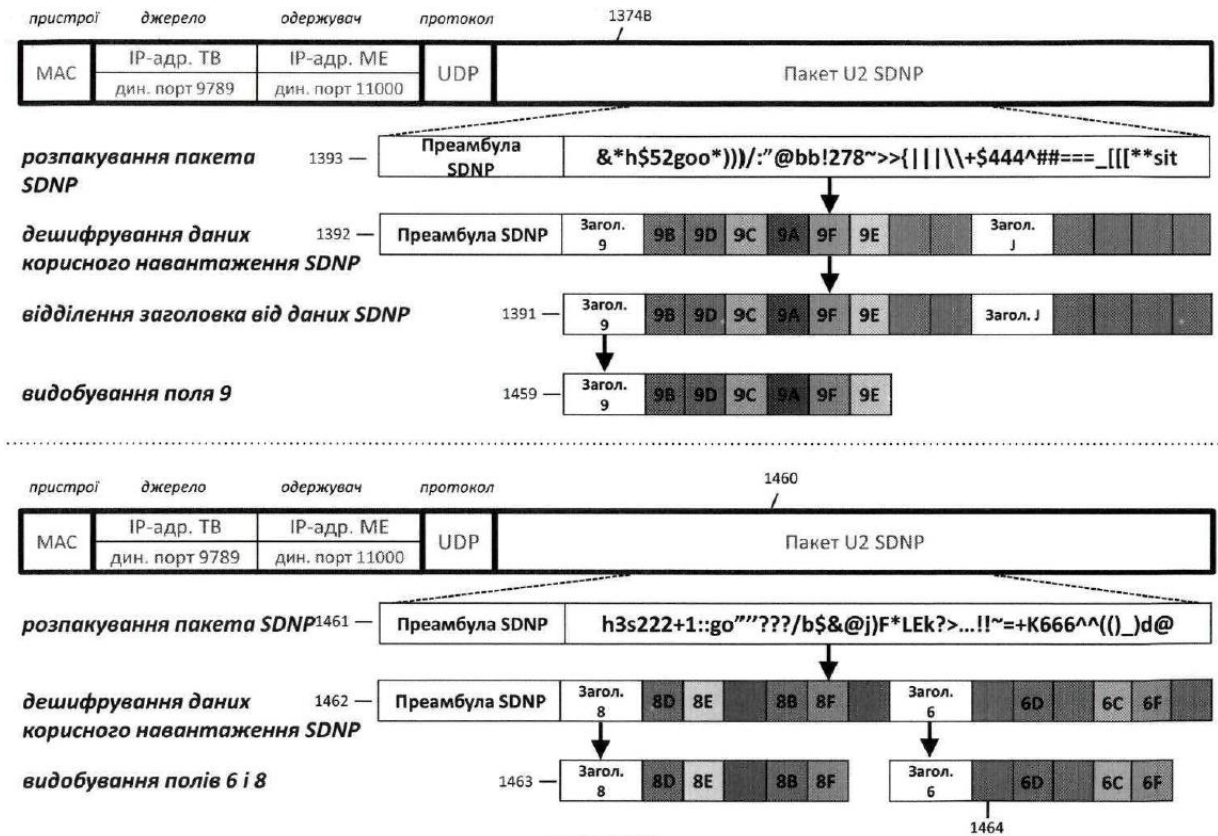 пристрої джерело одержувач протокол 1374B
MAC IP-адр. ТВ IP-адр. ME UDP Пакет U2 SDNP
дин. порт 9789 дин. порт 11000
розпакування пакета SDNP 1393 Преамбула SDNP &*h$52goo*)))/:”@bb!278~>>{|||\\+$444^##===_[[[**sit
дешифрування даних корисного навантаження SDNP 1392 Преамбула SDNP Загол. 9 9B 9D 9C 9A 9F 9E Загол. J
відділення заголовка від даних SDNP 1391 Загол. 9 9B 9D 9C 9A 9F 9E Загол. J
видобування поля 9 1459 Загол. 9 9B 9D 9C 9A 9F 9E
пристрої джерело одержувач протокол 1460
MAC IP-адр. ТВ IP-адр. ME UDP Пакет U2 SDNP
дин. порт 9789 дин. порт 11000
розпакування пакета SDNP 1461 Преамбула SDNP h3s222+1::go””???/b$&@j)F*LEk?>...!!~=+K666^^(()_)d@
дешифрування даних корисного навантаження SDNP 1462 Преамбула SDNP Загол. 8 8D 8E 8B 8F Загол. 6 6D 6C 6F
видобування полів 6 і 8 1463 Загол. 8 8D 8E 8B 8F Загол. 6 6D 6C 6F
1464